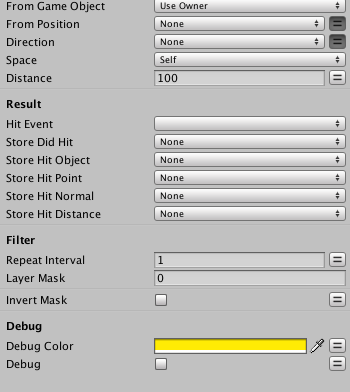 From Game Object Use Owner
From Position None
Direction None
Space Self
Distance 100
Result
Hit Event
Store Did Hit None
Store Hit Object None
Store Hit Point None
Store Hit Normal None
Store Hit Distance None
Filter
Repeat Interval 1
Layer Mask 0
Invert Mask
Debug
Debug Color
Debug